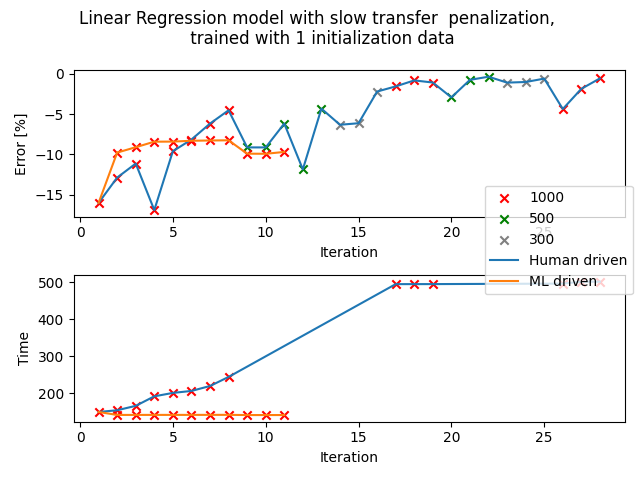 Linear Regression model with slow transfer  penalization,
trained with 1 initialization data
0
−5
−10
−15
Error [%]
0 5 10 15 20 25
Iteration
1000
500
300
Human driven
ML driven
500
400
300
200
Time
0 5 10 15 20 25
Iteration